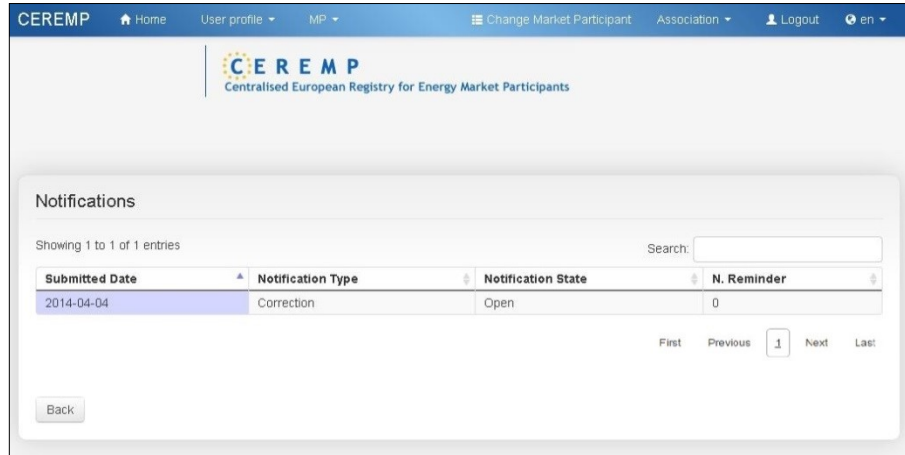 CEREMP Home User profile MP Change Market Participant Association Logout en
CEREMP
Centralised European Registry for Energy Market Participants
Notifications
Showing 1 to 1 of 1 entries Search:
Submitted Date Notification Type Notification State N. Reminder
2014-04-04 Correction Open 0
First Previous 1 Next Last
Back